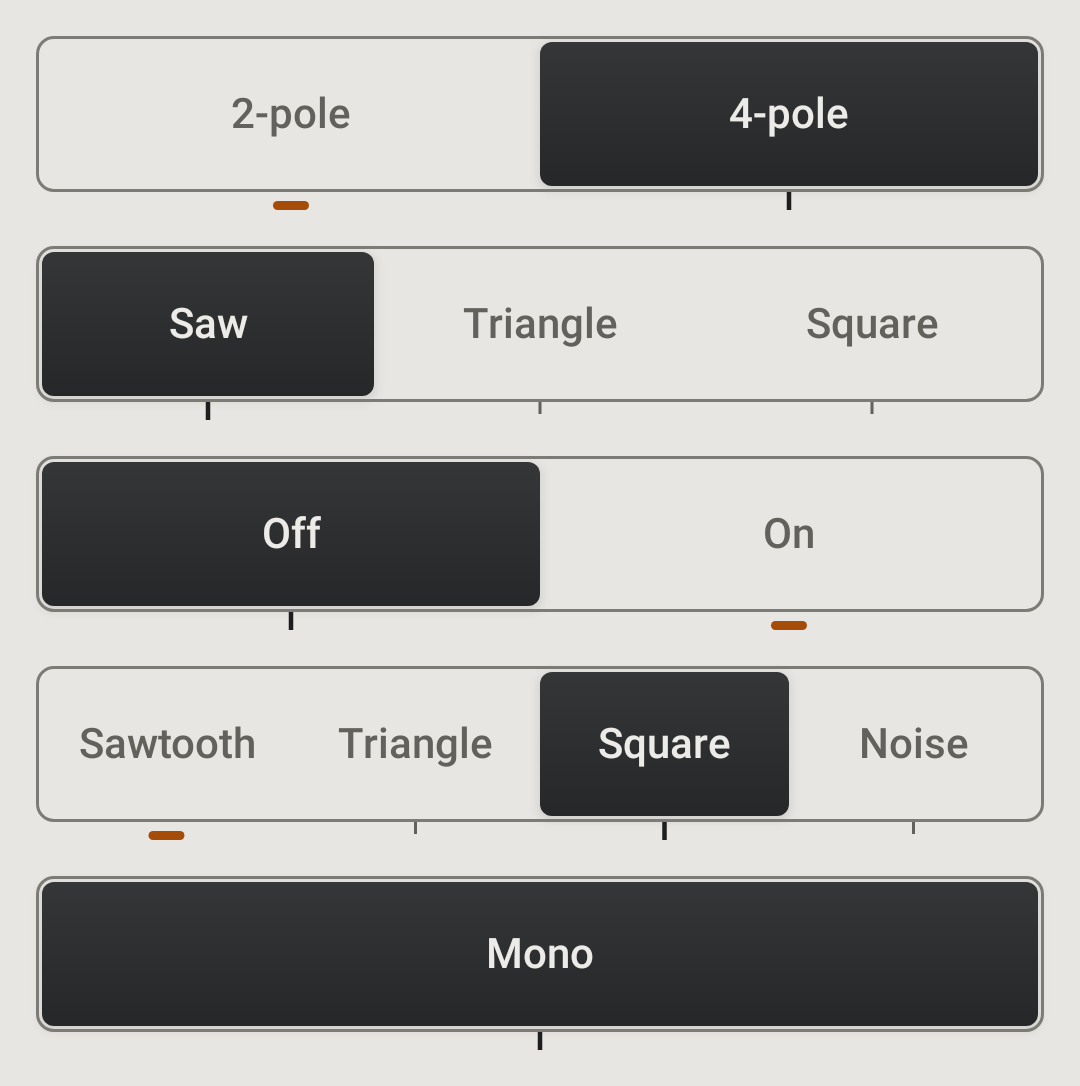 2-pole 4-pole
Saw Triangle Square
Off On
Sawtooth Triangle Square Noise
Mono